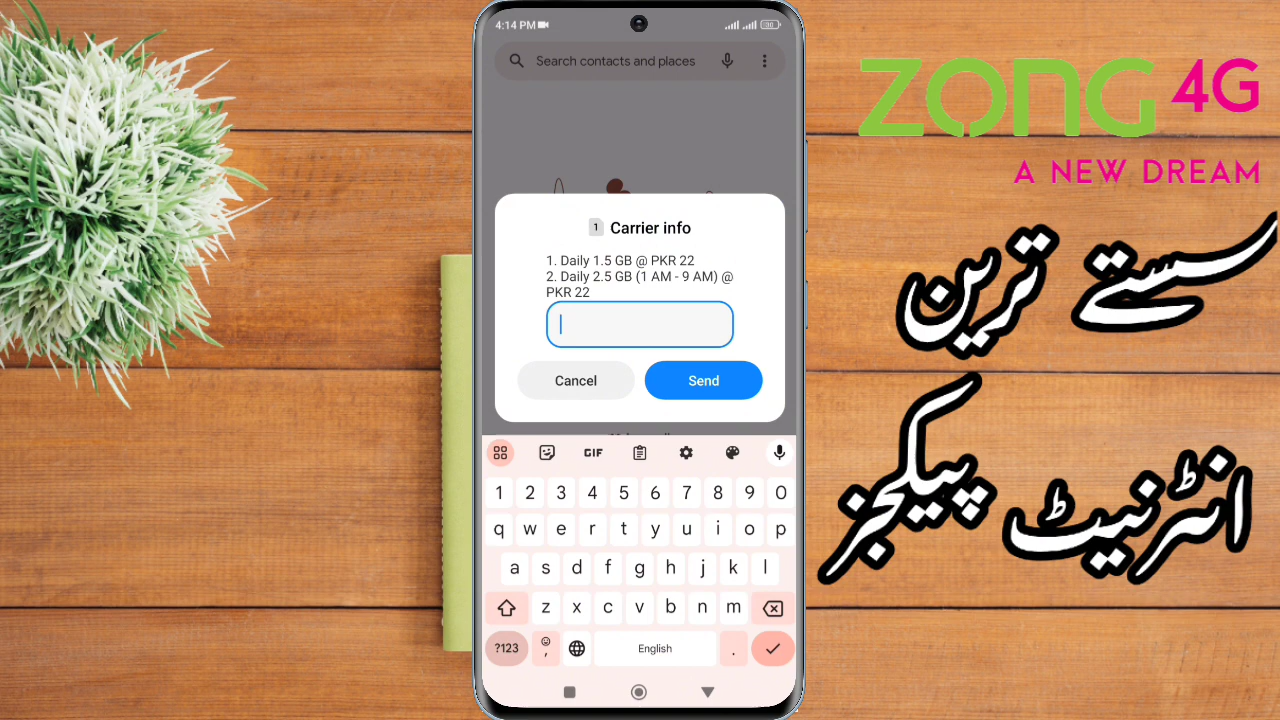 4:14 PM
Search contacts and places
1 Carrier info
1. Daily 1.5 GB @ PKR 22
2. Daily 2.5 GB (1 AM - 9 AM) @
PKR 22
Cancel
Send
GIF
1 2 3 4 5 6 7 8 9 0
q w e r t y u i o p
a s d f g h j k l
z x c v b n m
?123 , English .
ZONG 4G
A NEW DREAM
سستے ترین
انٹرنیٹ پیکجز